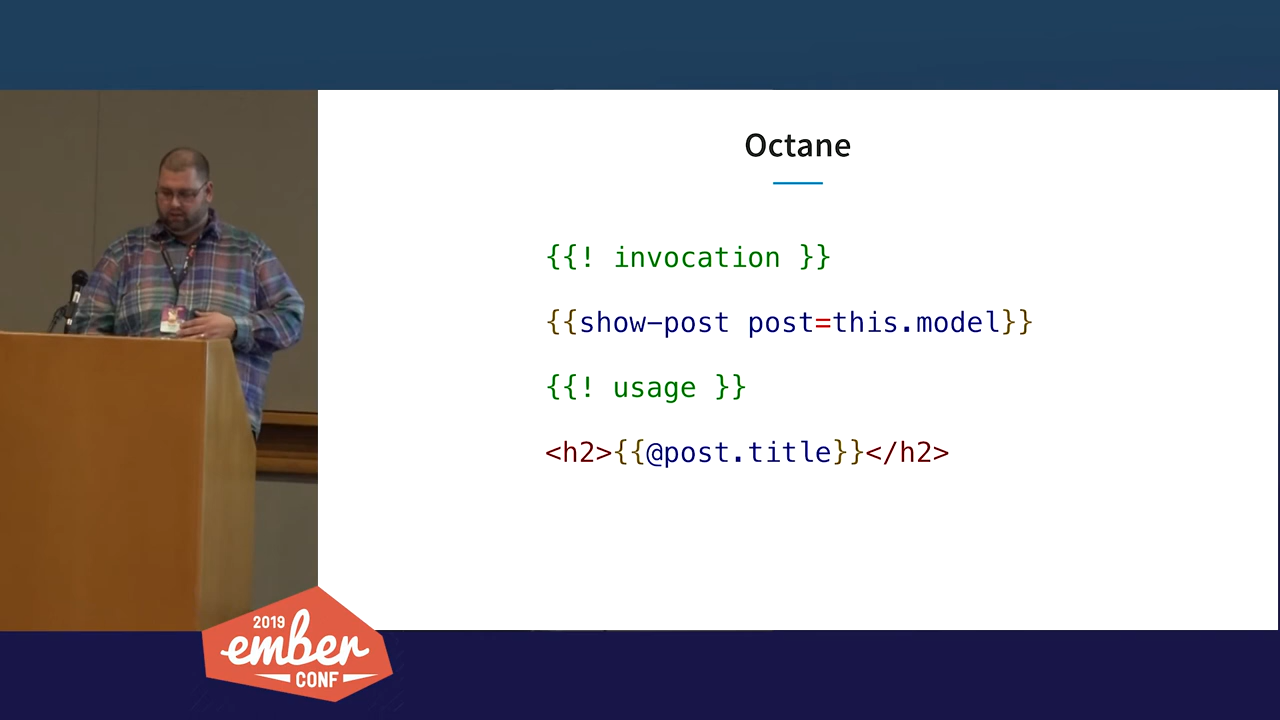 Octane
{{! invocation }}
{{show-post post=this.model}}
{{! usage }}
<h2>{{@post.title}}</h2>
2019
ember
CONF